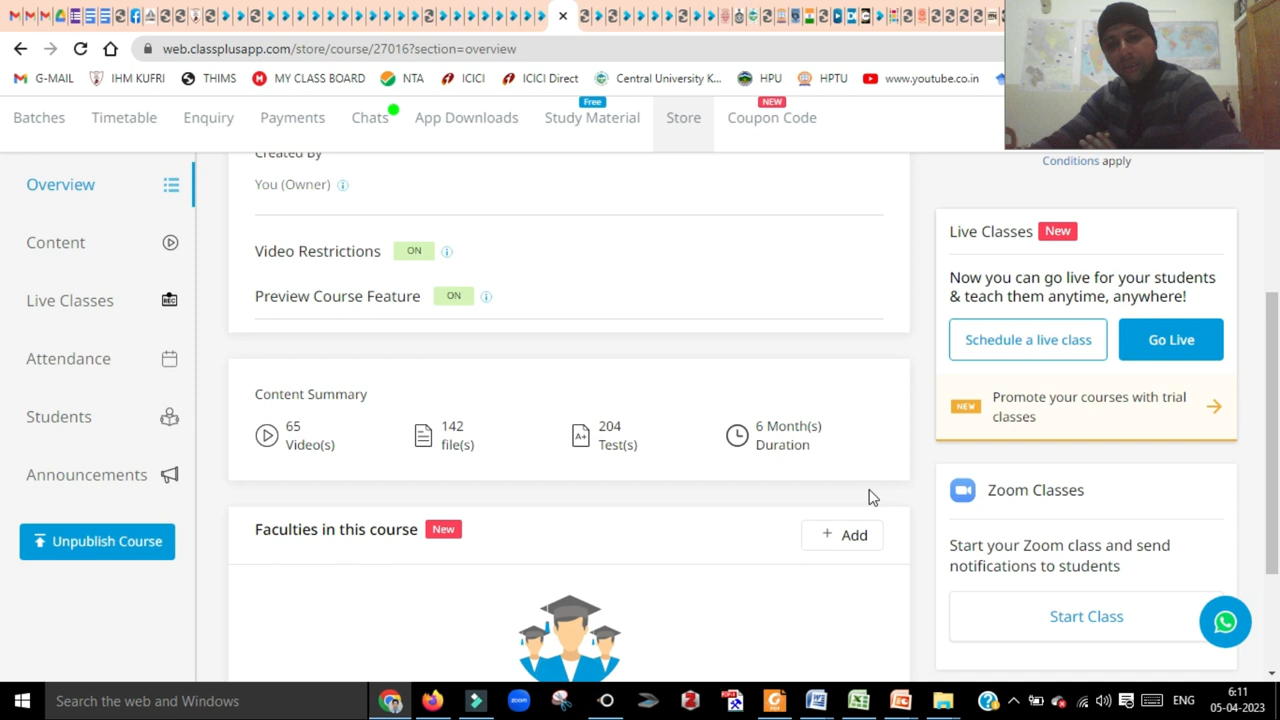 web.classplusapp.com/store/course/27016?section=overview
G-MAIL
IHM KUFRI
THIMS
MY CLASS BOARD
NTA
ICICI
ICICI Direct
Central University K...
HPU
HPTU
www.youtube.co.in
Batches
Timetable
Enquiry
Payments
Chats
App Downloads
Free
Study Material
Store
NEW
Coupon Code
Overview
Content
Live Classes
REC
Attendance
Students
Announcements
Unpublish Course
Created By
You (Owner)
Video Restrictions ON
Preview Course Feature ON
Content Summary
65
Video(s)
142
file(s)
A+
204
Test(s)
6 Month(s)
Duration
Faculties in this course New
+ Add
Conditions apply
Live Classes New
Now you can go live for your students
& teach them anytime, anywhere!
Schedule a live class
Go Live
NEW
Promote your courses with trial
classes
Zoom Classes
Start your Zoom class and send
notifications to students
Start Class
Search the web and Windows
zoom
ENG
6:11
05-04-2023